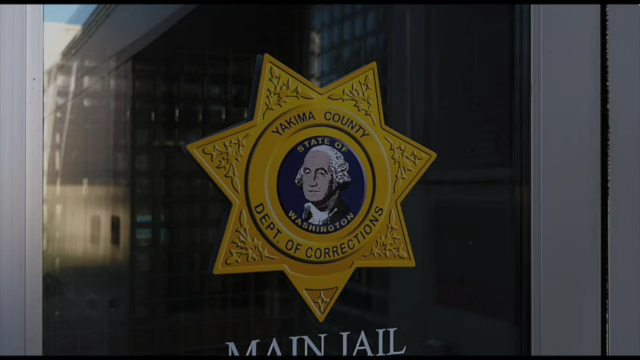 YAKIMA COUNTY
STATE OF
WASHINGTON
DEPT. OF CORRECTIONS
MAIN JAIL